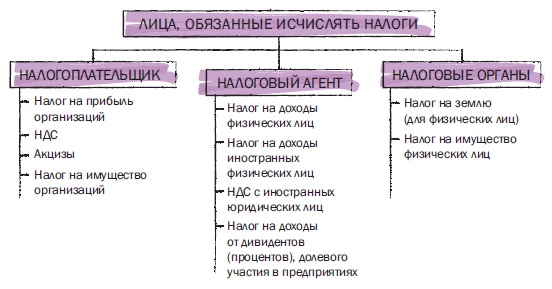 ЛИЦА, ОБЯЗАННЫЕ ИСЧИСЛЯТЬ НАЛОГИ
НАЛОГОПЛАТЕЛЬЩИК
Налог на прибыль
организаций
НДС
Акцизы
Налог на имущество
организаций
НАЛОГОВЫЙ АГЕНТ
Налог на доходы
физических лиц
Налог на доходы
иностранных
физических лиц
НДС с иностранных
юридических лиц
Налог на доходы
от дивидентов
(процентов), долевого
участия в предприятиях
НАЛОГОВЫЕ ОРГАНЫ
Налог на землю
(для физических лиц)
Налог на имущество
физических лиц